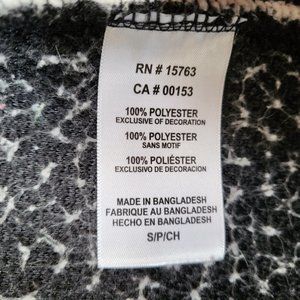 RN # 15763
CA # 00153
100% POLYESTER
EXCLUSIVE OF DECORATION
100% POLYESTER
SANS MOTIF
100% POLIÉSTER
EXCLUSIVO DE DECORACION
MADE IN BANGLADESH
FABRIQUE AU BANGLADESH
HECHO EN BANGLADESH
S/P/CH